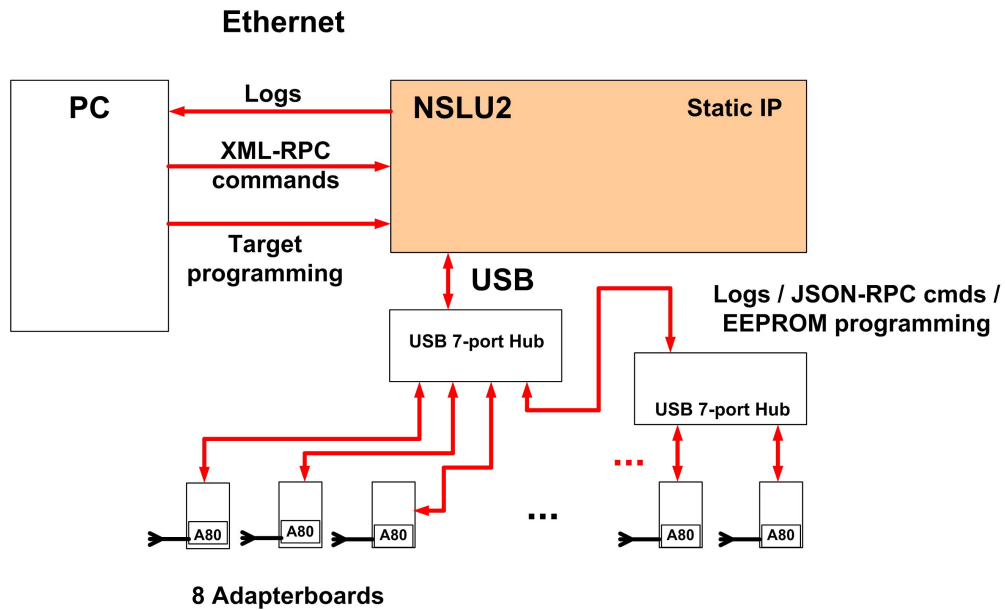 Ethernet
PC
Logs
NSLU2
Static IP
XML-RPC
commands
Target
programming
USB
Logs / JSON-RPC cmds /
EEPROM programming
USB 7-port Hub
USB 7-port Hub
...
...
A80
A80
A80
A80
A80
8 Adapterboards